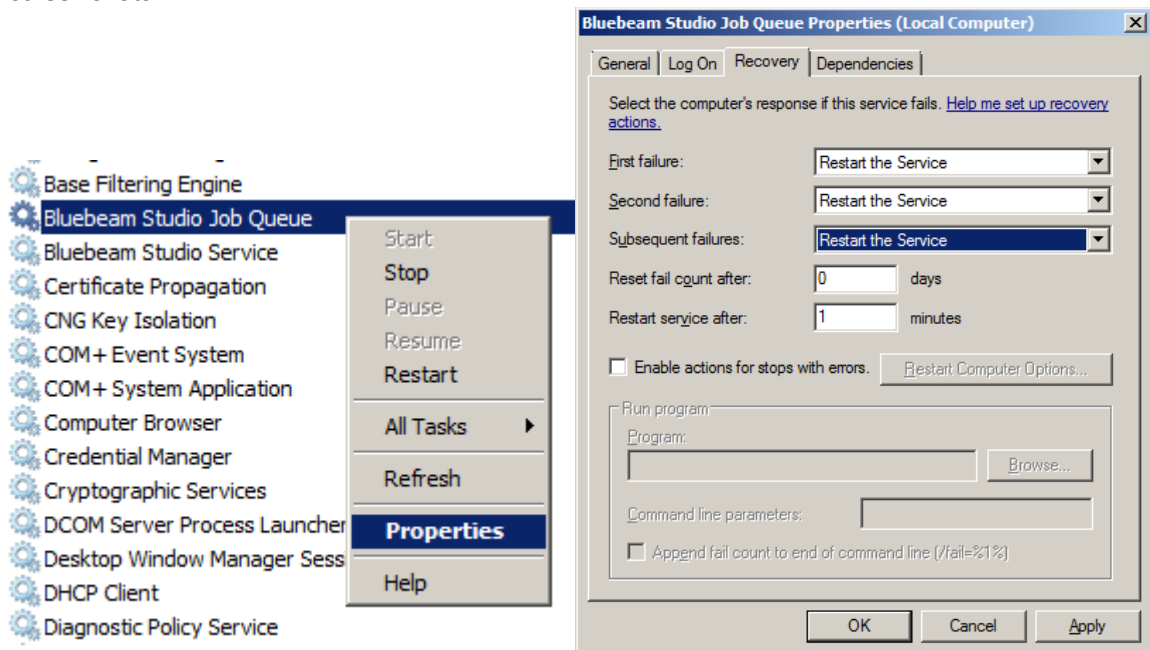 Base Filtering Engine
Bluebeam Studio Job Queue
Bluebeam Studio Service
Certificate Propagation
CNG Key Isolation
COM+ Event System
COM+ System Application
Computer Browser
Credential Manager
Cryptographic Services
DCOM Server Process Launcher
Desktop Window Manager Sess
DHCP Client
Diagnostic Policy Service
Start
Stop
Pause
Resume
Restart
All Tasks
Refresh
Properties
Help
Bluebeam Studio Job Queue Properties (Local Computer)
General Log On Recovery Dependencies
Select the computer's response if this service fails. Help me set up recovery
actions.
First failure: Restart the Service
Second failure: Restart the Service
Subsequent failures: Restart the Service
Reset fail count after: 0 days
Restart service after: 1 minutes
Enable actions for stops with errors. Restart Computer Options...
Run program
Program:
Browse...
Command line parameters:
Append fail count to end of command line (/fail=%1%)
OK Cancel Apply